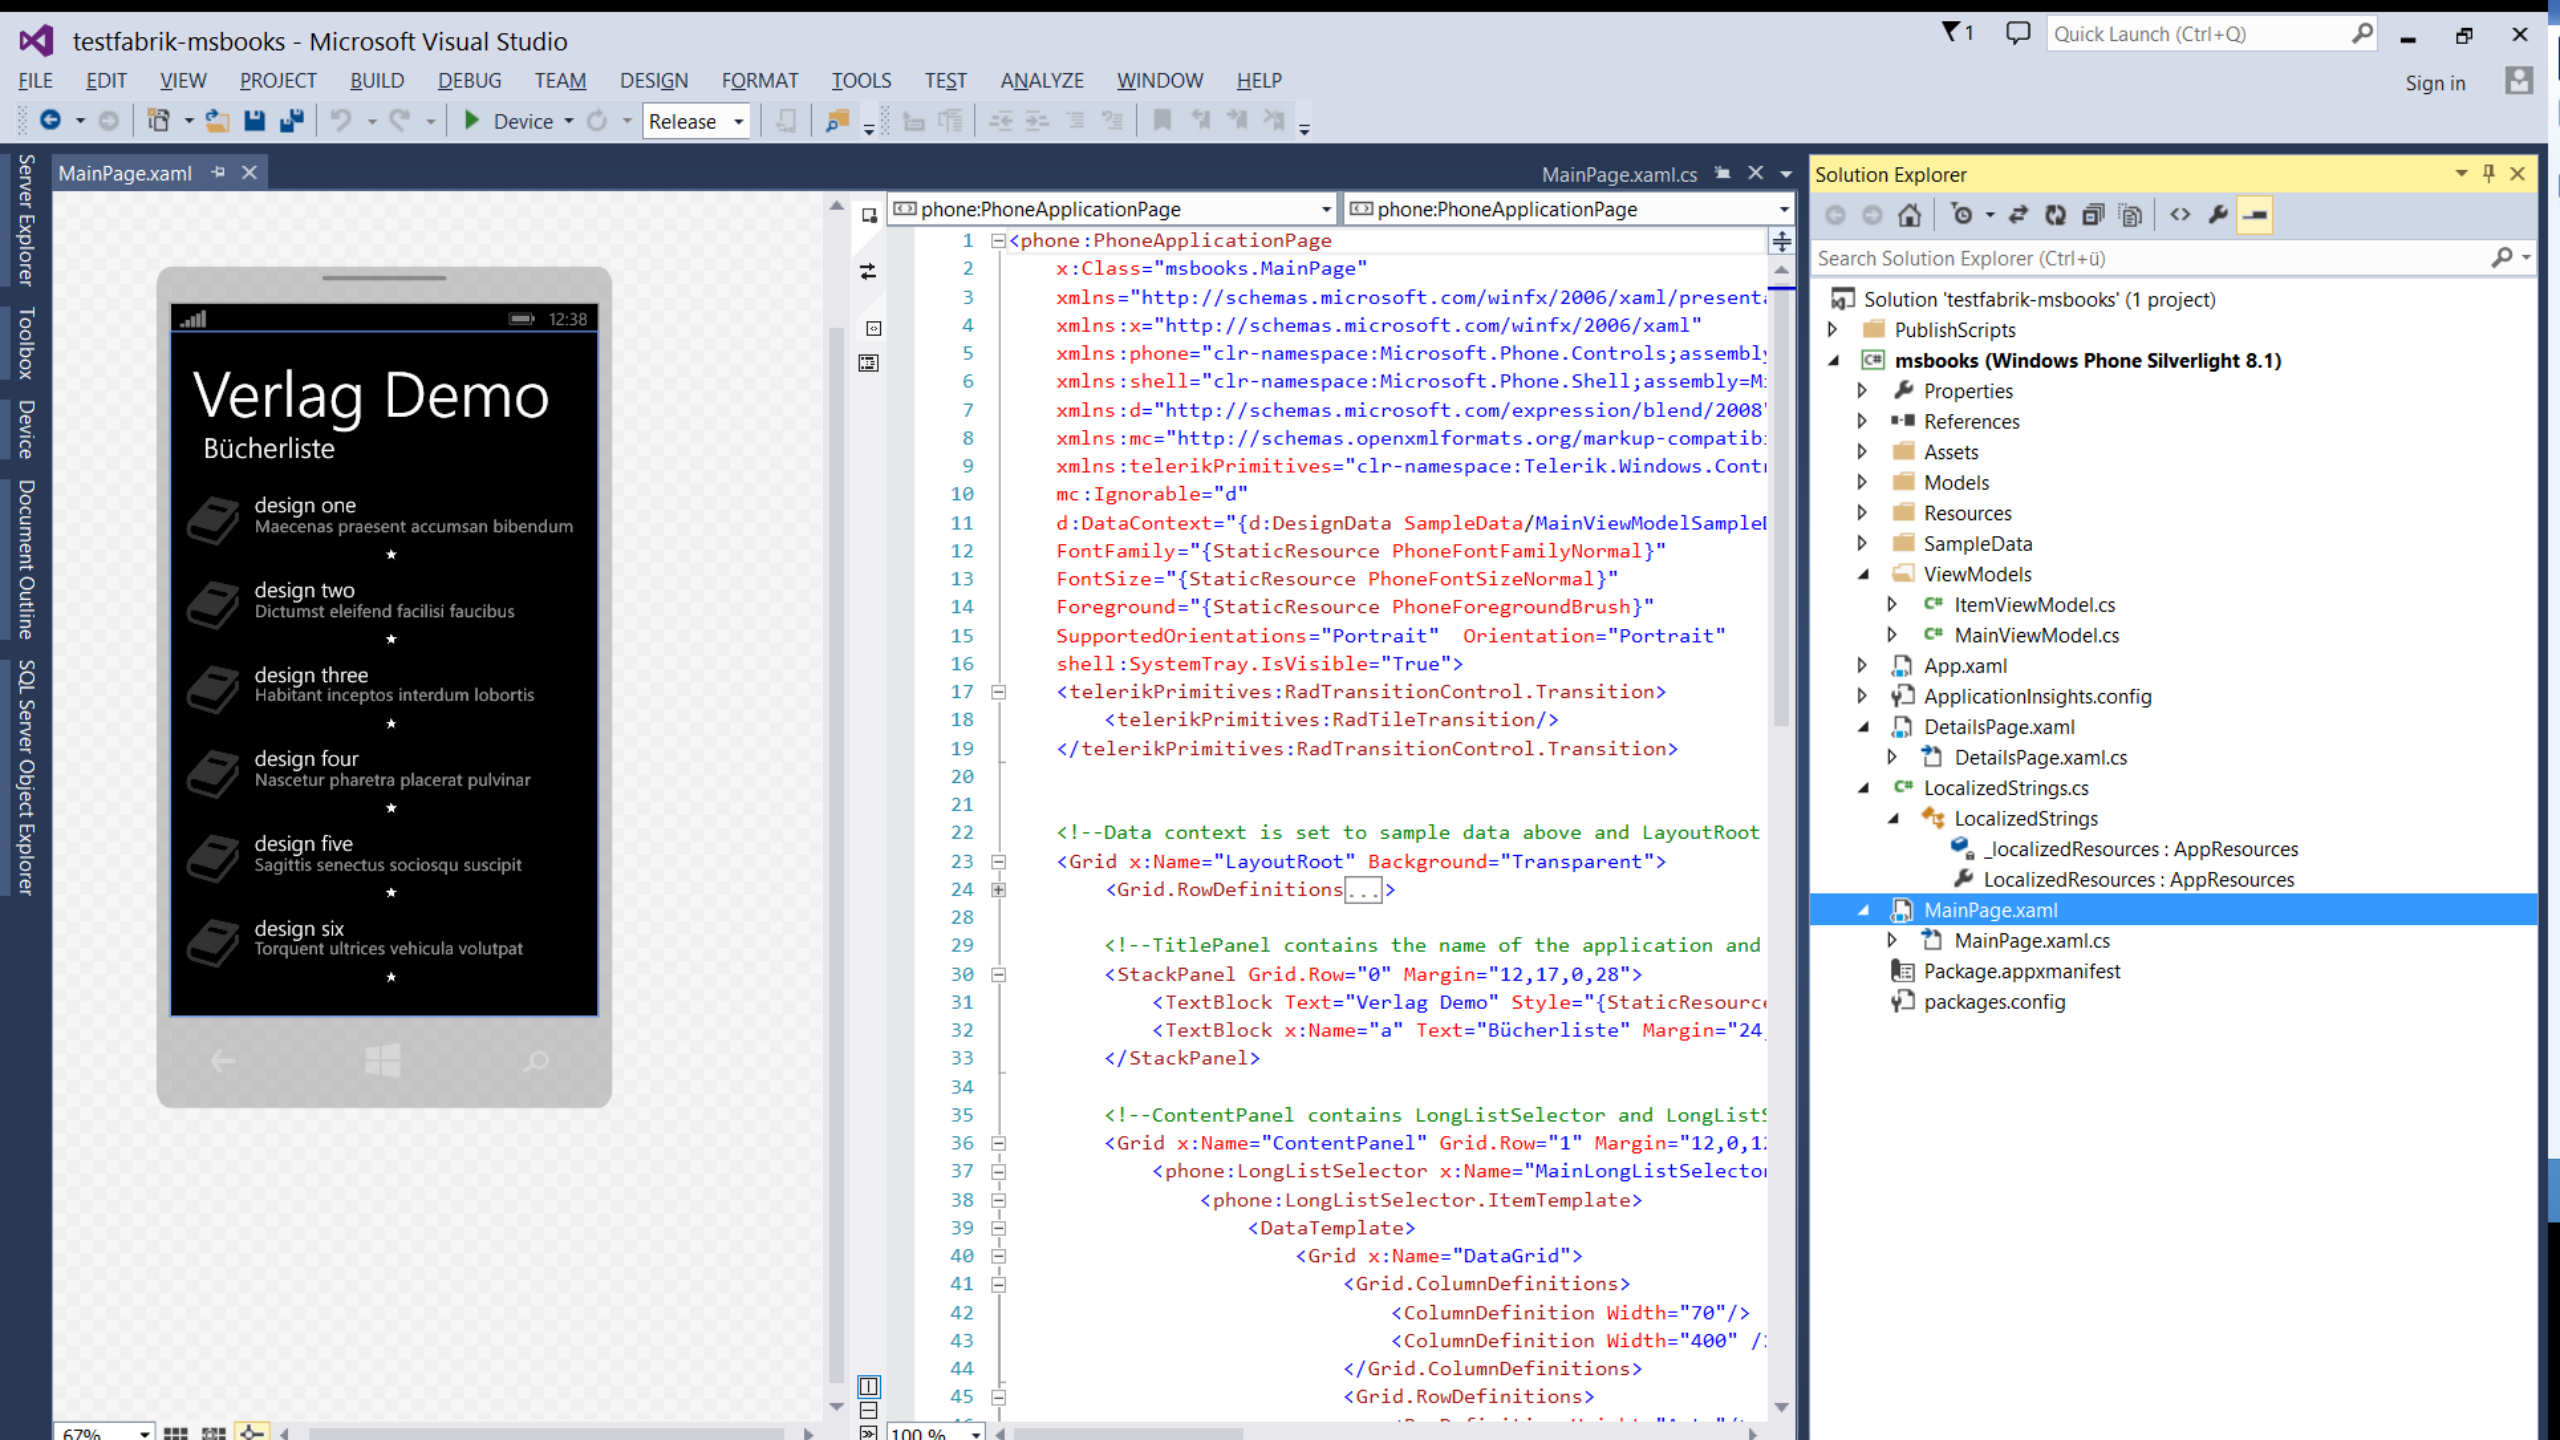 testfabrik-msbooks - Microsoft Visual Studio
1
Quick Launch (Ctrl+Q)
FILE EDIT VIEW PROJECT BUILD DEBUG TEAM DESIGN FORMAT TOOLS TEST ANALYZE WINDOW HELP
Sign in
Device Release
Server Explorer
Toolbox
Device
Document Outline
SQL Server Object Explorer
MainPage.xaml
12:38
Verlag Demo
Bücherliste
design one
Maecenas praesent accumsan bibendum
design two
Dictumst eleifend facilisi faucibus
design three
Habitant inceptos interdum lobortis
design four
Nascetur pharetra placerat pulvinar
design five
Sagittis senectus sociosqu suscipit
design six
Torquent ultrices vehicula volutpat
67%
MainPage.xaml.cs
phone:PhoneApplicationPage phone:PhoneApplicationPage
1 <phone:PhoneApplicationPage
2 x:Class="msbooks.MainPage"
3 xmlns="http://schemas.microsoft.com/winfx/2006/xaml/presenta
4 xmlns:x="http://schemas.microsoft.com/winfx/2006/xaml"
5 xmlns:phone="clr-namespace:Microsoft.Phone.Controls;assembly
6 xmlns:shell="clr-namespace:Microsoft.Phone.Shell;assembly=M
7 xmlns:d="http://schemas.microsoft.com/expression/blend/2008"
8 xmlns:mc="http://schemas.openxmlformats.org/markup-compatib
9 xmlns:telerikPrimitives="clr-namespace:Telerik.Windows.Cont
10 mc:Ignorable="d"
11 d:DataContext="{d:DesignData SampleData/MainViewModelSample
12 FontFamily="{StaticResource PhoneFontFamilyNormal}"
13 FontSize="{StaticResource PhoneFontSizeNormal}"
14 Foreground="{StaticResource PhoneForegroundBrush}"
15 SupportedOrientations="Portrait" Orientation="Portrait"
16 shell:SystemTray.IsVisible="True">
17 <telerikPrimitives:RadTransitionControl.Transition>
18 <telerikPrimitives:RadTileTransition/>
19 </telerikPrimitives:RadTransitionControl.Transition>
20
21
22 <!--Data context is set to sample data above and LayoutRoot
23 <Grid x:Name="LayoutRoot" Background="Transparent">
24 <Grid.RowDefinitions...>
28
29 <!--TitlePanel contains the name of the application and
30 <StackPanel Grid.Row="0" Margin="12,17,0,28">
31 <TextBlock Text="Verlag Demo" Style="{StaticResource
32 <TextBlock x:Name="a" Text="Bücherliste" Margin="24,
33 </StackPanel>
34
35 <!--ContentPanel contains LongListSelector and LongListS
36 <Grid x:Name="ContentPanel" Grid.Row="1" Margin="12,0,12
37 <phone:LongListSelector x:Name="MainLongListSelector
38 <phone:LongListSelector.ItemTemplate>
39 <DataTemplate>
40 <Grid x:Name="DataGrid">
41 <Grid.ColumnDefinitions>
42 <ColumnDefinition Width="70"/>
43 <ColumnDefinition Width="400" />
44 </Grid.ColumnDefinitions>
45 <Grid.RowDefinitions>
100 %
Solution Explorer
Search Solution Explorer (Ctrl+ü)
Solution 'testfabrik-msbooks' (1 project)
PublishScripts
msbooks (Windows Phone Silverlight 8.1)
Properties
References
Assets
Models
Resources
SampleData
ViewModels
C# ItemViewModel.cs
C# MainViewModel.cs
App.xaml
ApplicationInsights.config
DetailsPage.xaml
DetailsPage.xaml.cs
C# LocalizedStrings.cs
LocalizedStrings
_localizedResources : AppResources
LocalizedResources : AppResources
MainPage.xaml
MainPage.xaml.cs
Package.appxmanifest
packages.config